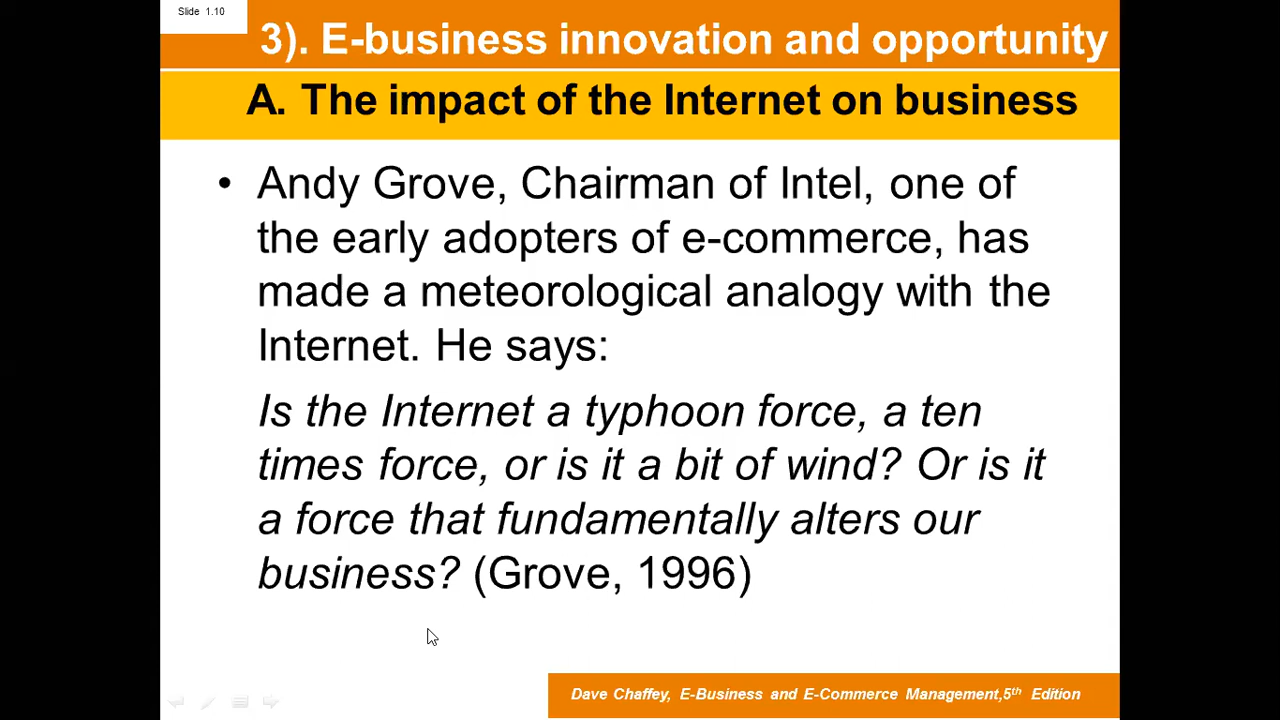 Slide 1.10
3). E-business innovation and opportunity
A. The impact of the Internet on business
• Andy Grove, Chairman of Intel, one of
the early adopters of e-commerce, has
made a meteorological analogy with the
Internet. He says:
Is the Internet a typhoon force, a ten
times force, or is it a bit of wind? Or is it
a force that fundamentally alters our
business? (Grove, 1996)
Dave Chaffey, E-Business and E-Commerce Management,5th Edition